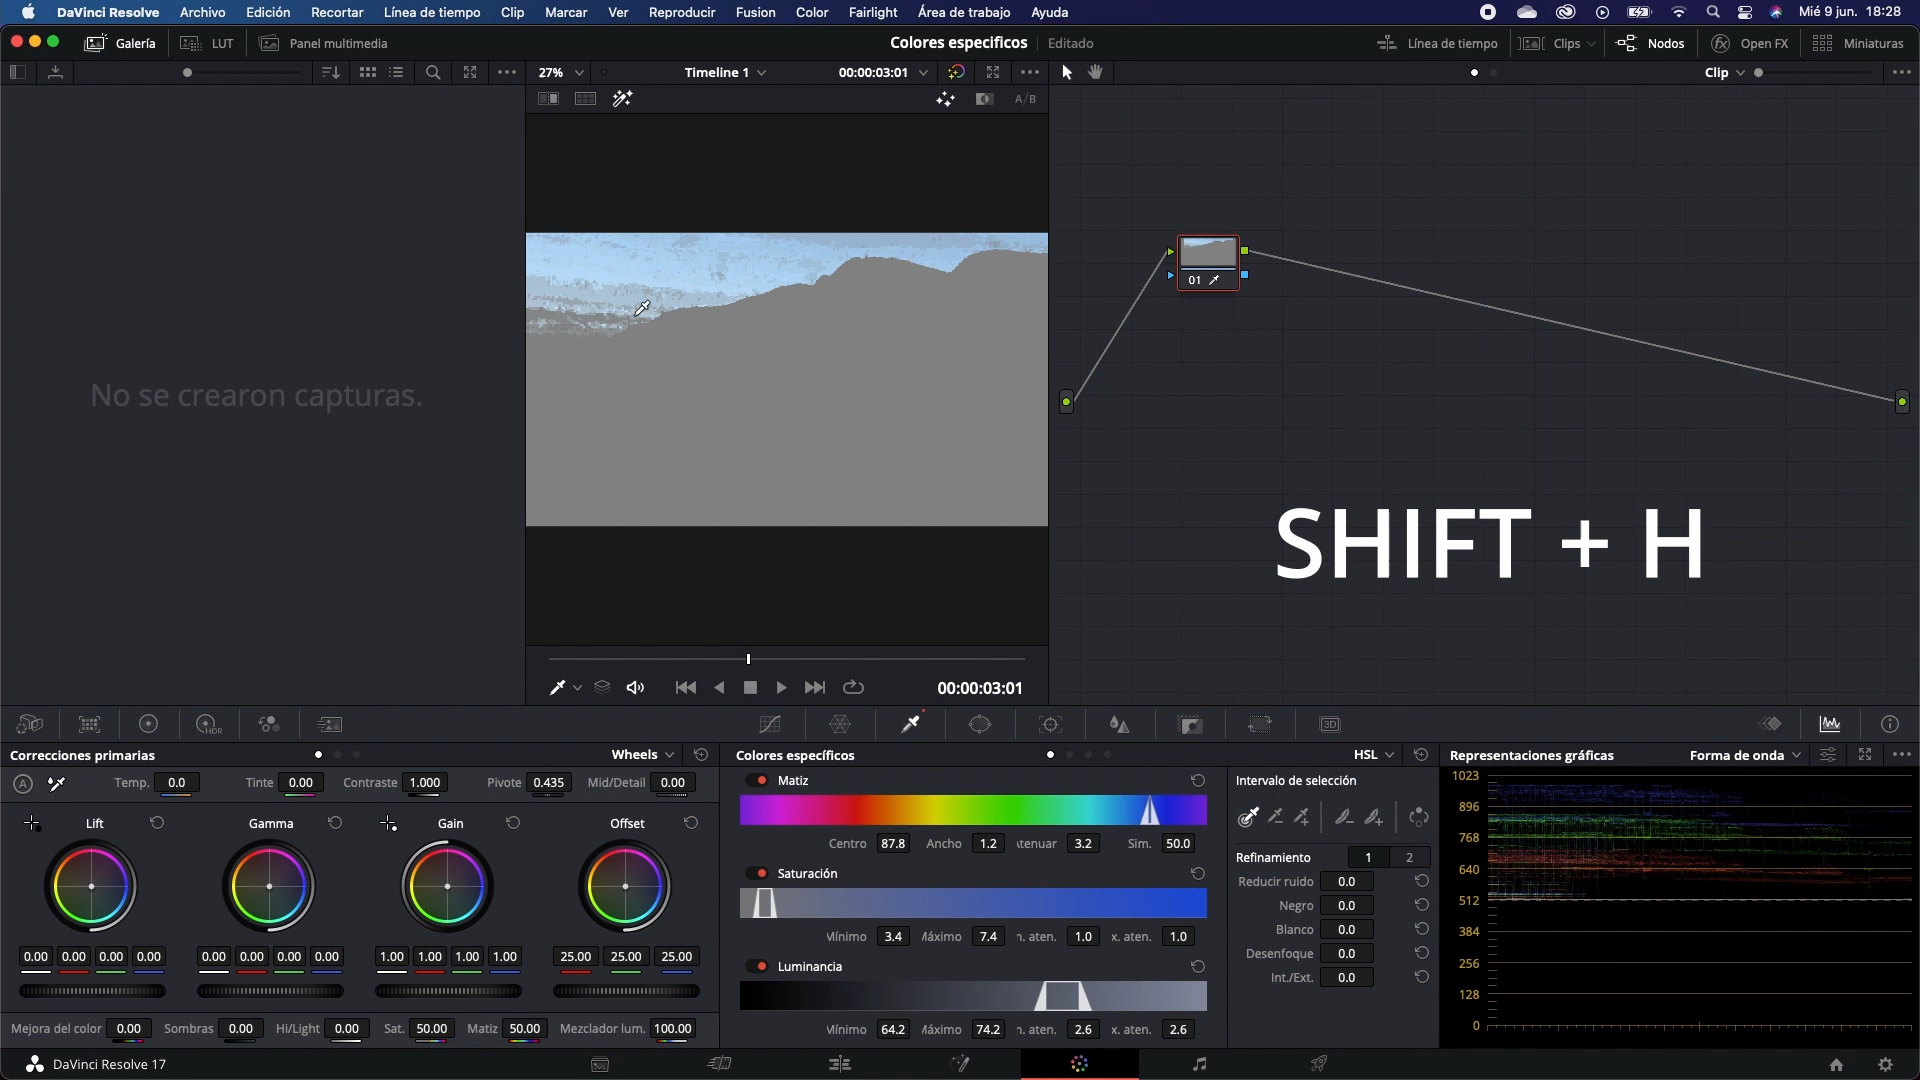 DaVinci Resolve Archivo Edición Recortar Línea de tiempo Clip Marcar Ver Reproducir Fusion Color Fairlight Área de trabajo Ayuda Mié 9 jun. 18:28
Galería LUT Panel multimedia Colores especificos Editado Línea de tiempo Clips Nodos Open FX Miniaturas
27% Timeline 1 00:00:03:01 Clip
A/B
01
No se crearon capturas.
SHIFT + H
00:00:03:01
HDR 3D
Correcciones primarias Wheels Colores específicos HSL Representaciones gráficas Forma de onda
A Temp. 0.0 Tinte 0.00 Contraste 1.000 Pivote 0.435 Mid/Detail 0.00
Lift Gamma Gain Offset
0.00 0.00 0.00 0.00 0.00 0.00 0.00 0.00 1.00 1.00 1.00 1.00 25.00 25.00 25.00
Mejora del color 0.00 Sombras 0.00 Hi/Light 0.00 Sat. 50.00 Matiz 50.00 Mezclador lum. 100.00
Matiz
Centro 87.8 Ancho 1.2 \tenuar 3.2 Sim. 50.0
Saturación
Mínimo 3.4 Máximo 7.4 n. aten. 1.0 x. aten. 1.0
Luminancia
Mínimo 64.2 Máximo 74.2 n. aten. 2.6 x. aten. 2.6
Intervalo de selección
Refinamiento 1 2
Reducir ruido 0.0
Negro 0.0
Blanco 0.0
Desenfoque 0.0
Int./Ext. 0.0
1023
896
768
640
512
384
256
128
0
DaVinci Resolve 17